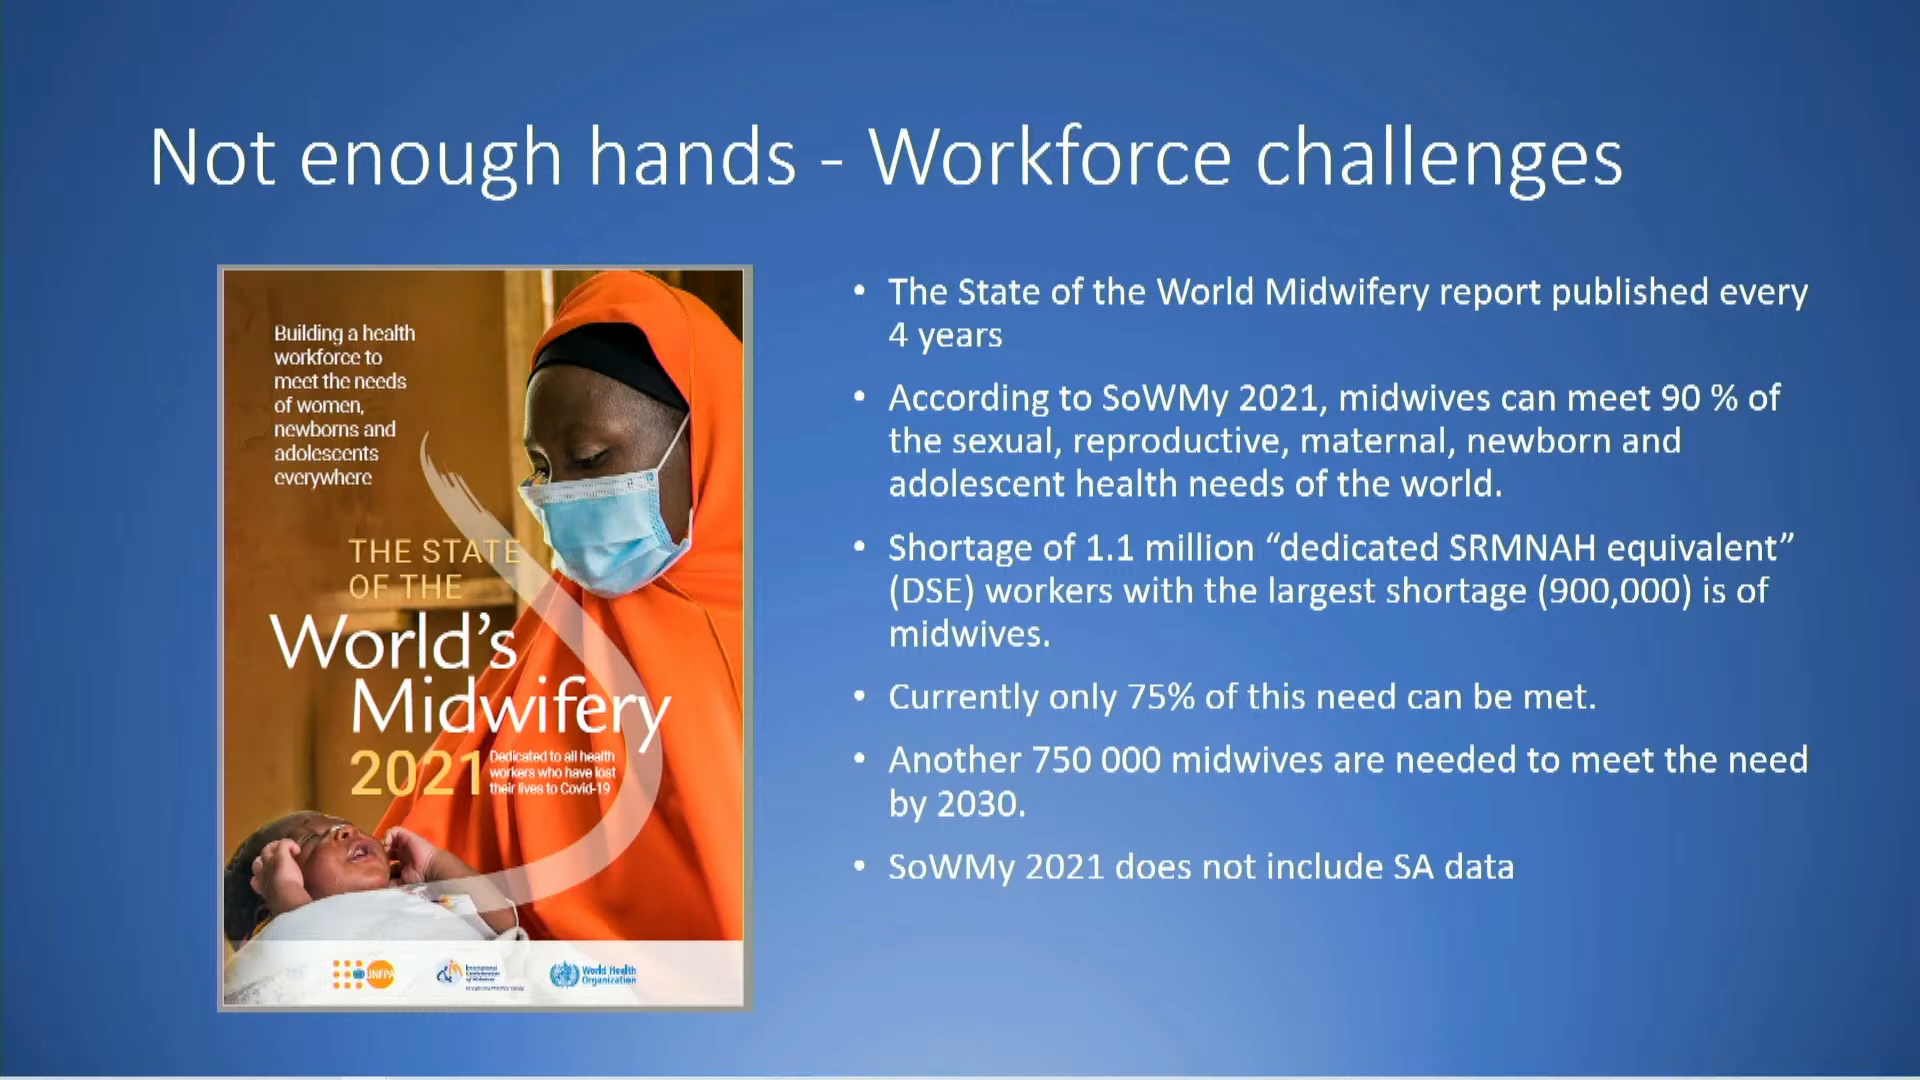 Not enough hands - Workforce challenges
Building a health
workforce to
meet the needs
of women,
newborns and
adolescents
everywhere
THE STATE
OF THE
World's
Midwifery
2021
Dedicated to all health
workers who have lost
their lives to Covid-19
UNFPA
International
Confederation
of Midwives
World Health
Organization
• The State of the World Midwifery report published every
4 years
• According to SoWMy 2021, midwives can meet 90 % of
the sexual, reproductive, maternal, newborn and
adolescent health needs of the world.
• Shortage of 1.1 million “dedicated SRMNAH equivalent”
(DSE) workers with the largest shortage (900,000) is of
midwives.
• Currently only 75% of this need can be met.
• Another 750 000 midwives are needed to meet the need
by 2030.
• SoWMy 2021 does not include SA data